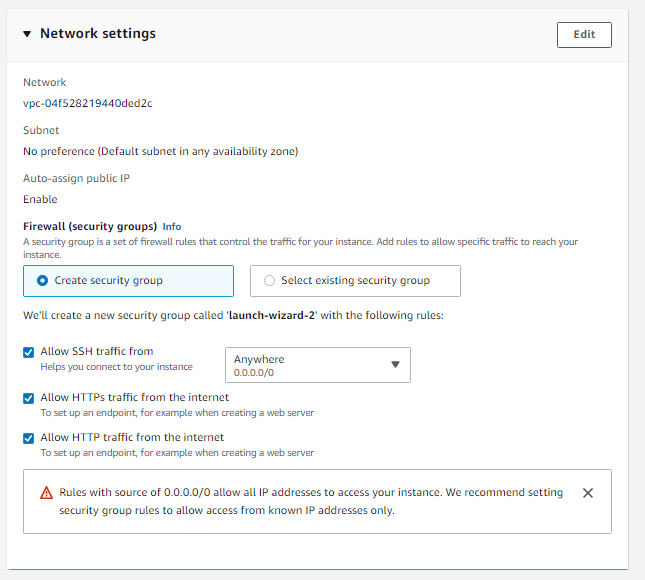 Network settings
Edit
Network
vpc-04f528219440ded2c
Subnet
No preference (Default subnet in any availability zone)
Auto-assign public IP
Enable
Firewall (security groups) Info
A security group is a set of firewall rules that control the traffic for your instance. Add rules to allow specific traffic to reach your
instance.
Create security group
Select existing security group
We'll create a new security group called 'launch-wizard-2' with the following rules:
Allow SSH traffic from
Helps you connect to your instance
Anywhere
0.0.0.0/0
Allow HTTPs traffic from the internet
To set up an endpoint, for example when creating a web server
Allow HTTP traffic from the internet
To set up an endpoint, for example when creating a web server
Rules with source of 0.0.0.0/0 allow all IP addresses to access your instance. We recommend setting
security group rules to allow access from known IP addresses only.